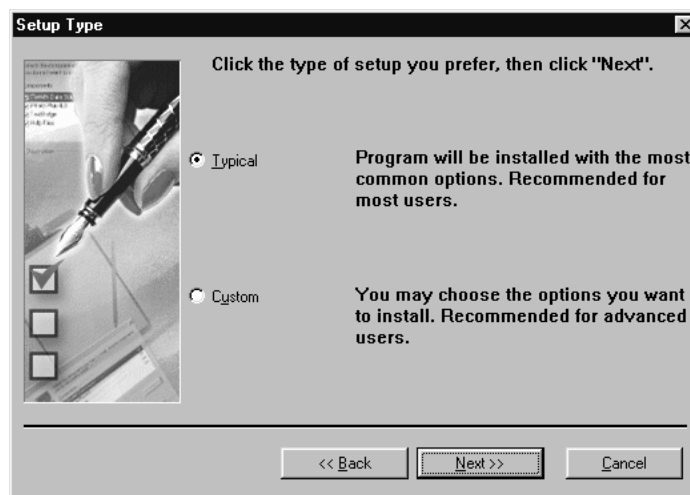 Setup Type
Click the type of setup you prefer, then click "Next".
Typical
Program will be installed with the most
common options. Recommended for
most users.
Custom
You may choose the options you want
to install. Recommended for advanced
users.
<< Back
Next >>
Cancel